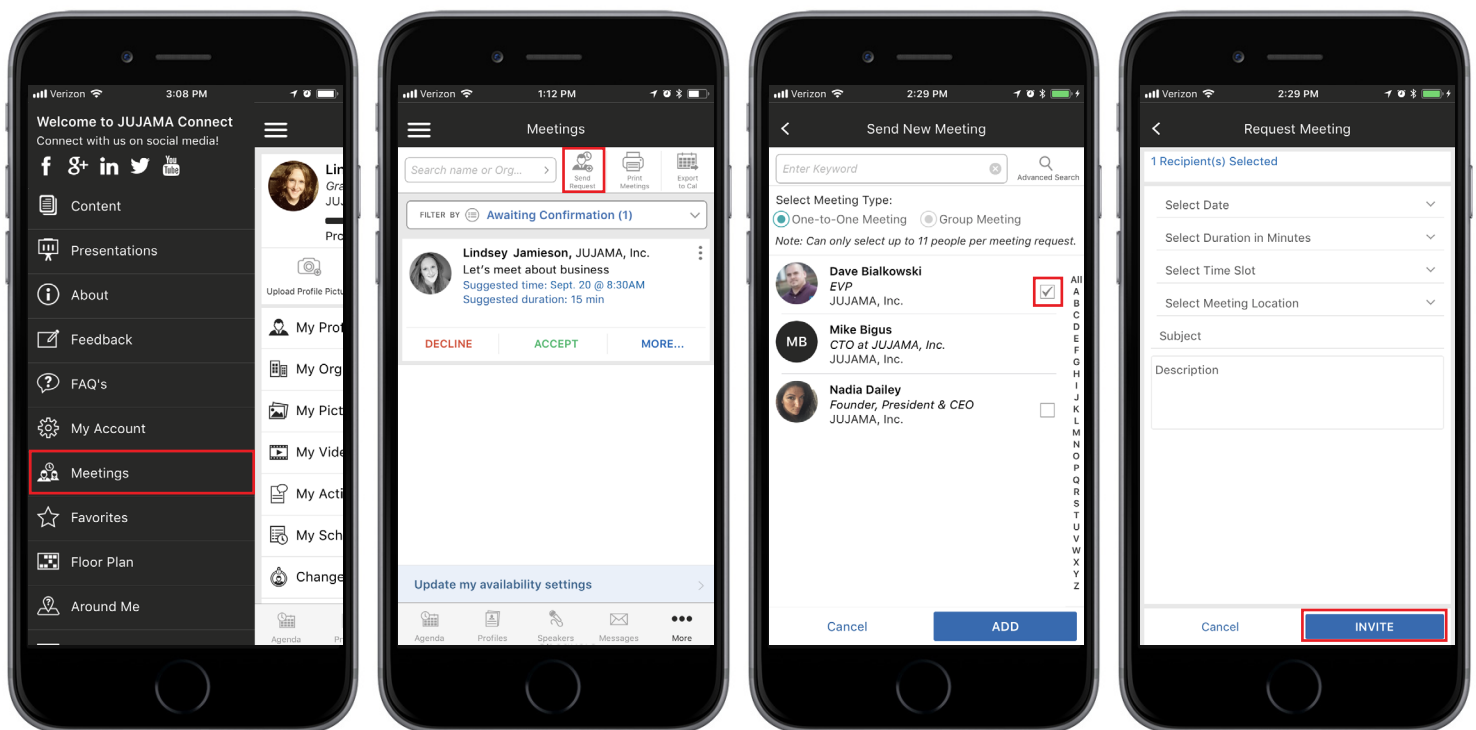 Verizon
3:08 PM
Welcome to JUJAMA Connect
Connect with us on social media!
f g+ in You Tube
Content
Presentations
About
Feedback
FAQ's
My Account
Meetings
Favorites
Floor Plan
Around Me
Lin
Gra
JUJ
Pro
Upload Profile Pictu
My Prof
My Org
My Pict
My Vide
My Acti
My Sch
Change
Agenda
Pr
Verizon
1:12 PM
Meetings
Search name or Org...
Send Request
Print Meetings
Export to Cal
FILTER BY Awaiting Confirmation (1)
Lindsey Jamieson, JUJAMA, Inc.
Let's meet about business
Suggested time: Sept. 20 @ 8:30AM
Suggested duration: 15 min
DECLINE
ACCEPT
MORE...
Update my availability settings
Agenda
Profiles
Speakers
Messages
More
Verizon
2:29 PM
Send New Meeting
Enter Keyword
Advanced Search
Select Meeting Type:
One-to-One Meeting
Group Meeting
Note: Can only select up to 11 people per meeting request.
Dave Bialkowski
EVP
JUJAMA, Inc.
MB
Mike Bigus
CTO at JUJAMA, Inc.
JUJAMA, Inc.
Nadia Dailey
Founder, President & CEO
JUJAMA, Inc.
All
A
B
C
D
E
F
G
H
I
J
K
L
M
N
O
P
Q
R
S
T
U
V
W
X
Y
Z
Cancel
ADD
Verizon
2:29 PM
Request Meeting
1 Recipient(s) Selected
Select Date
Select Duration in Minutes
Select Time Slot
Select Meeting Location
Subject
Description
Cancel
INVITE